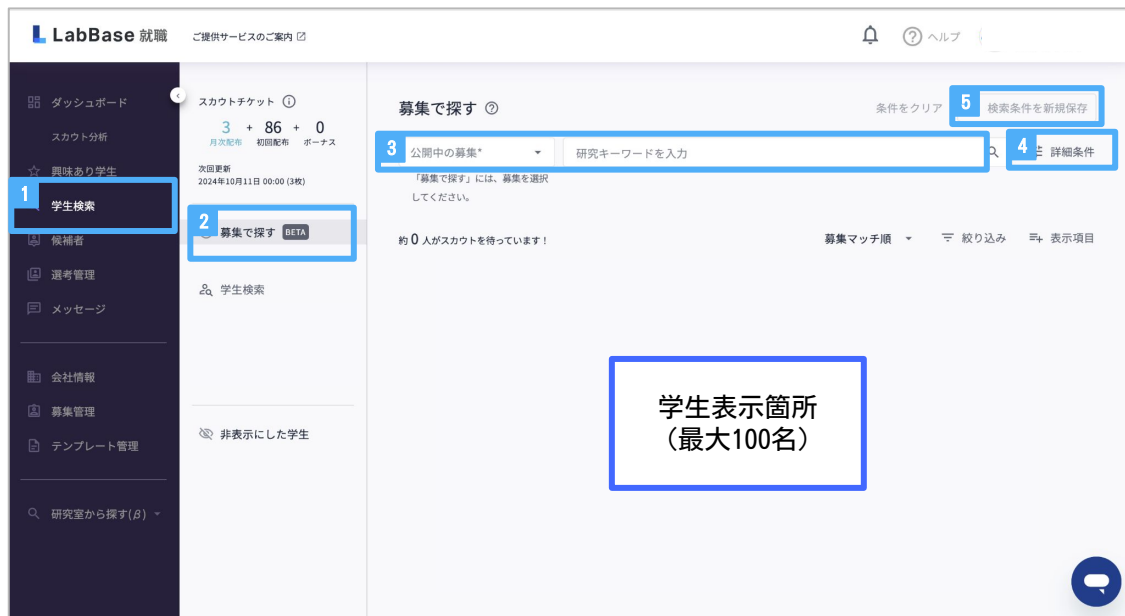 LabBase 就職
ご提供サービスのご案内
ヘルプ
ダッシュボード
スカウト分析
興味あり学生
1
学生検索
候補者
選考管理
メッセージ
会社情報
募集管理
テンプレート管理
研究室から探す(β)
スカウトチケット
3 + 86 + 0
月次配布 初回配布 ボーナス
次回更新
2024年10月11日 00:00 (3枚)
2
募集で探す BETA
学生検索
非表示にした学生
募集で探す
条件をクリア
5
検索条件を新規保存
3
公開中の募集*
研究キーワードを入力
4
詳細条件
「募集で探す」には、募集を選択
してください。
約 0 人がスカウトを待っています！
募集マッチ順
絞り込み
表示項目
学生表示箇所
（最大100名）